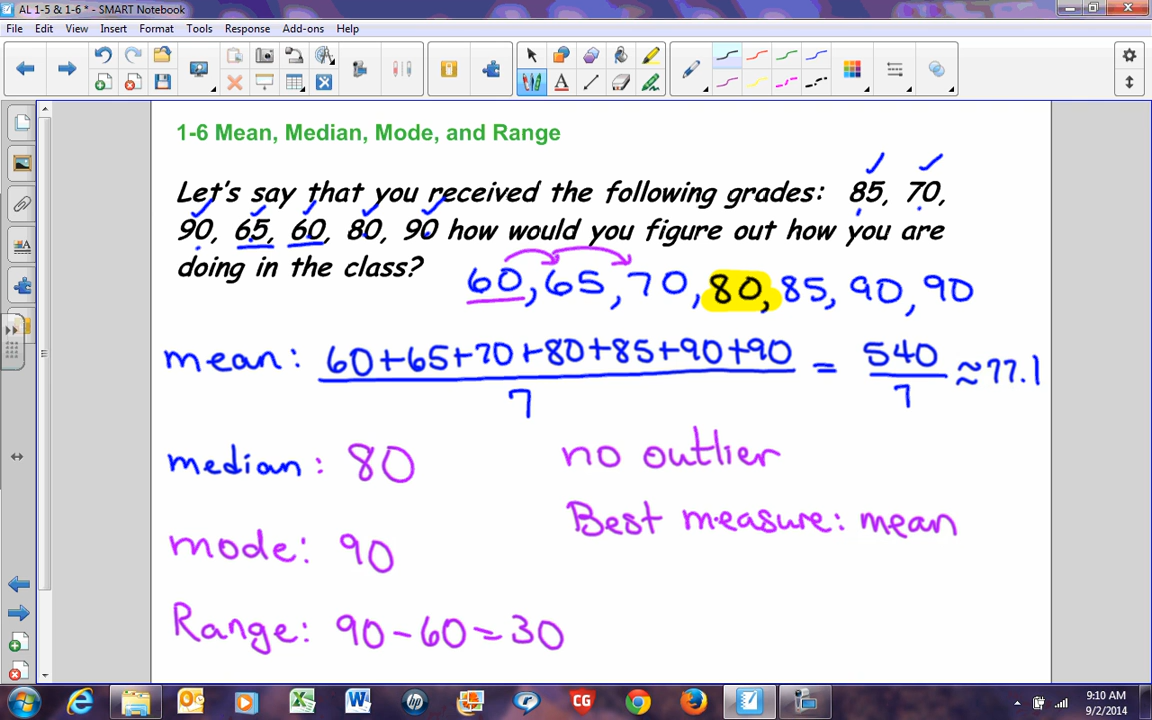 AL 1-5 & 1-6 * - SMART Notebook
File Edit View Insert Format Tools Response Add-ons Help
1-6 Mean, Median, Mode, and Range
Let's say that you received the following grades: 85, 70,
90, 65, 60, 80, 90 how would you figure out how you are
doing in the class?
60, 65, 70, 80, 85, 90, 90
mean: 60+65+70+80+85+90+90 = 540 ≈77.1
7 7
median: 80 no outlier
Best measure: mean
mode: 90
Range: 90-60=30
9:10 AM
9/2/2014